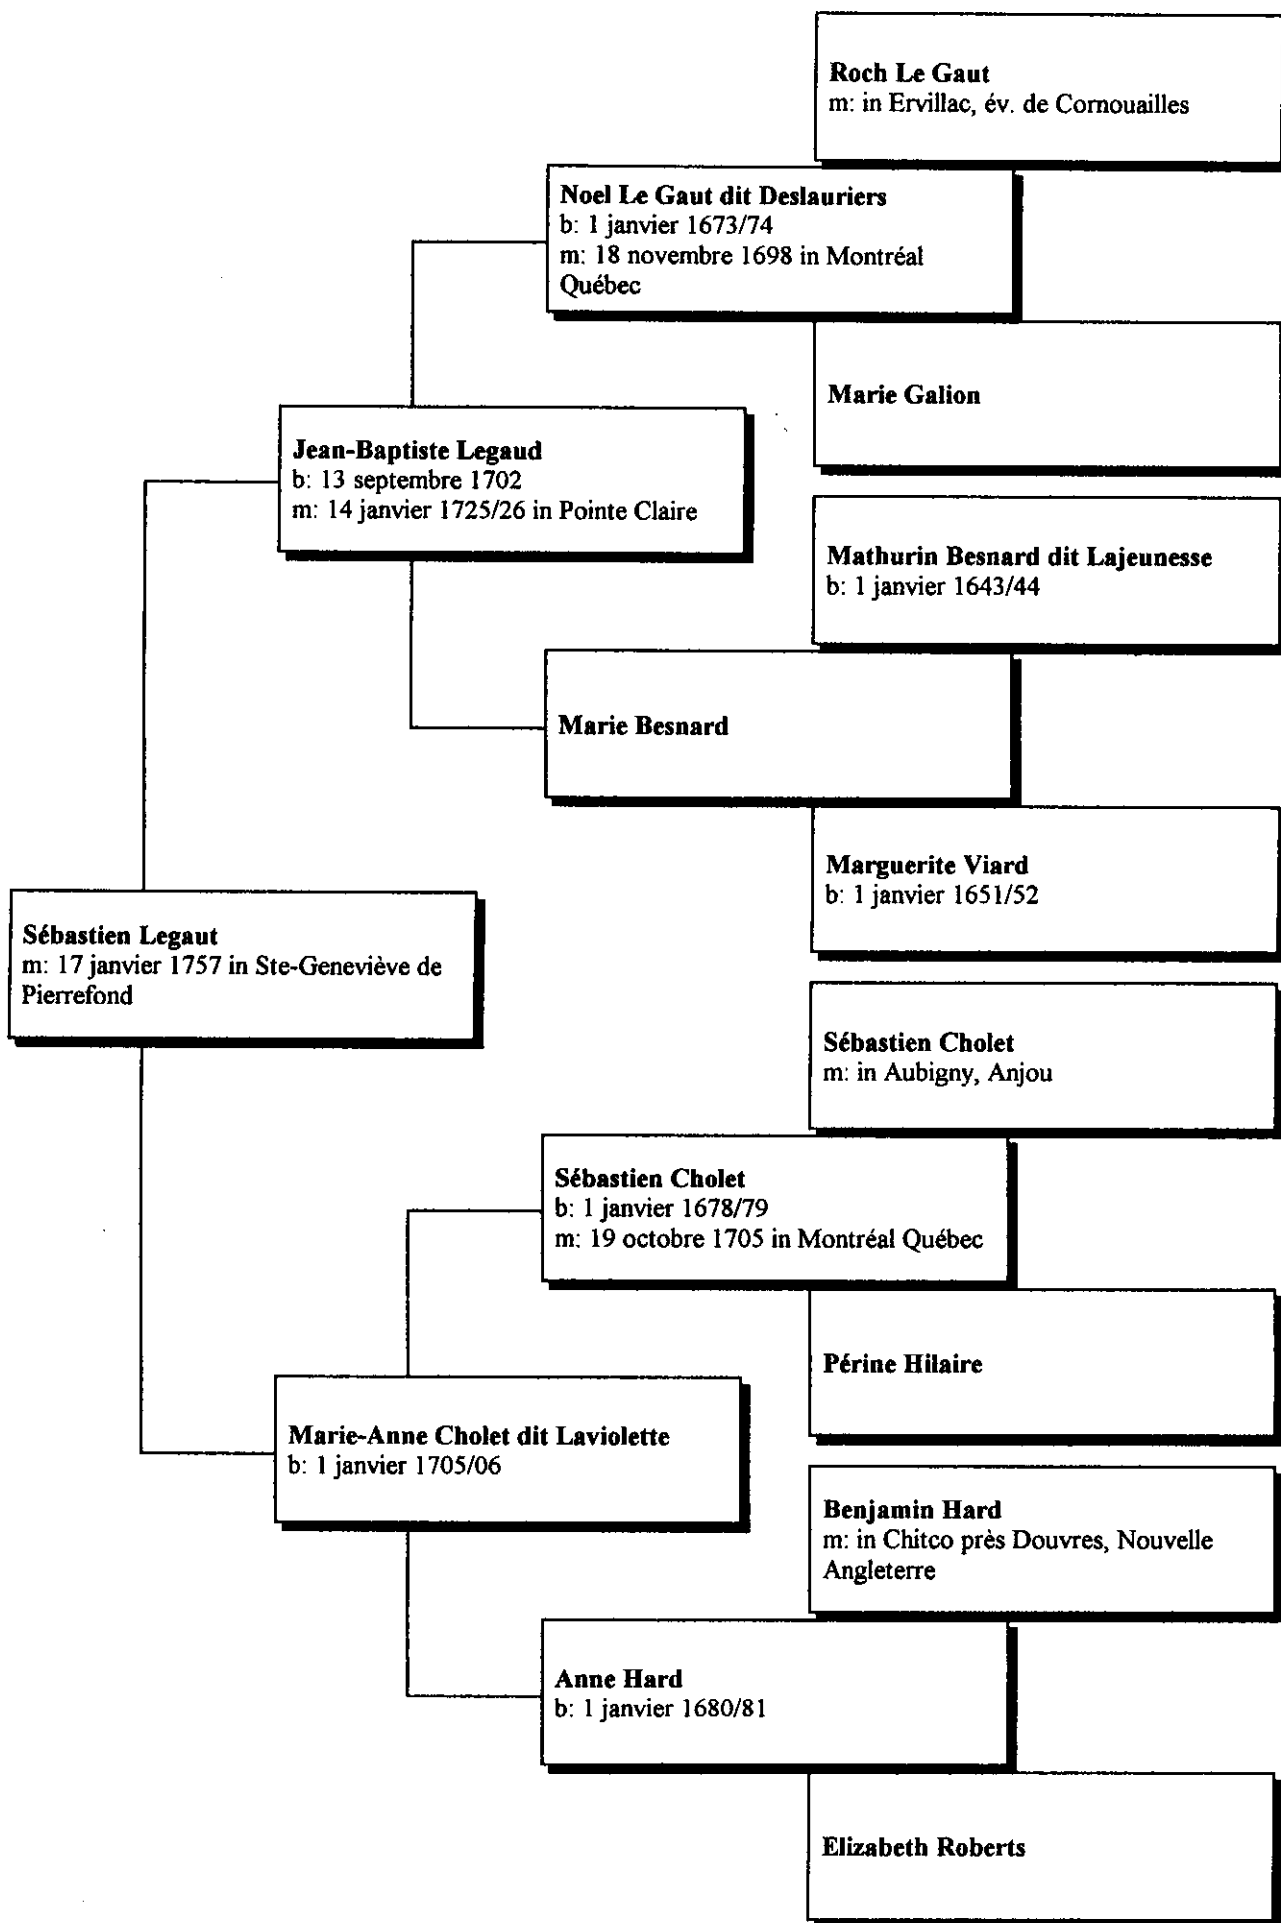 Roch Le Gaut
m: in Ervillac, év. de Cornouailles
Noel Le Gaut dit Deslauriers
b: 1 janvier 1673/74
m: 18 novembre 1698 in Montréal
Québec
Marie Galion
Jean-Baptiste Legaud
b: 13 septembre 1702
m: 14 janvier 1725/26 in Pointe Claire
Mathurin Besnard dit Lajeunesse
b: 1 janvier 1643/44
Marie Besnard
Marguerite Viard
b: 1 janvier 1651/52
Sébastien Legaut
m: 17 janvier 1757 in Ste-Geneviève de
Pierrefond
Sébastien Cholet
m: in Aubigny, Anjou
Sébastien Cholet
b: 1 janvier 1678/79
m: 19 octobre 1705 in Montréal Québec
Périne Hilaire
Marie-Anne Cholet dit Laviolette
b: 1 janvier 1705/06
Benjamin Hard
m: in Chitco près Douvres, Nouvelle
Angleterre
Anne Hard
b: 1 janvier 1680/81
Elizabeth Roberts